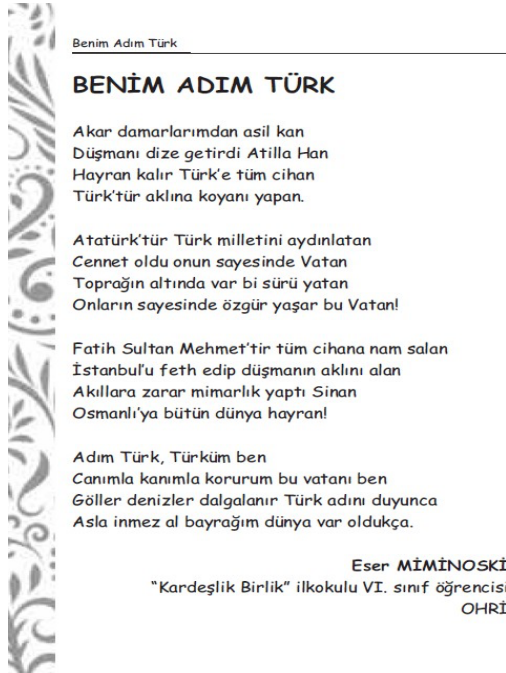 Benim Adım Türk
BENİM ADIM TÜRK
Akar damarlarımdan asil kan
Düşmanı dize getirdi Atilla Han
Hayran kalır Türk’e tüm cihan
Türk’tür aklına koyanı yapan.
Atatürk’tür Türk milletini aydınlatan
Cennet oldu onun sayesinde Vatan
Toprağın altında var bi sürü yatan
Onların sayesinde özgür yaşar bu Vatan!
Fatih Sultan Mehmet’tir tüm cihana nam salan
İstanbul’u feth edip düşmanın aklını alan
Akıllara zarar mimarlık yaptı Sinan
Osmanlı’ya bütün dünya hayran!
Adım Türk, Türküm ben
Canımla kanımla korurum bu vatanı ben
Göller denizler dalgalanır Türk adını duyunca
Asla inmez al bayrağım dünya var oldukça.
Eser MİMİNOSKİ
“Kardeşlik Birlik” ilkokulu VI. sınıf öğrencisi
OHRİ